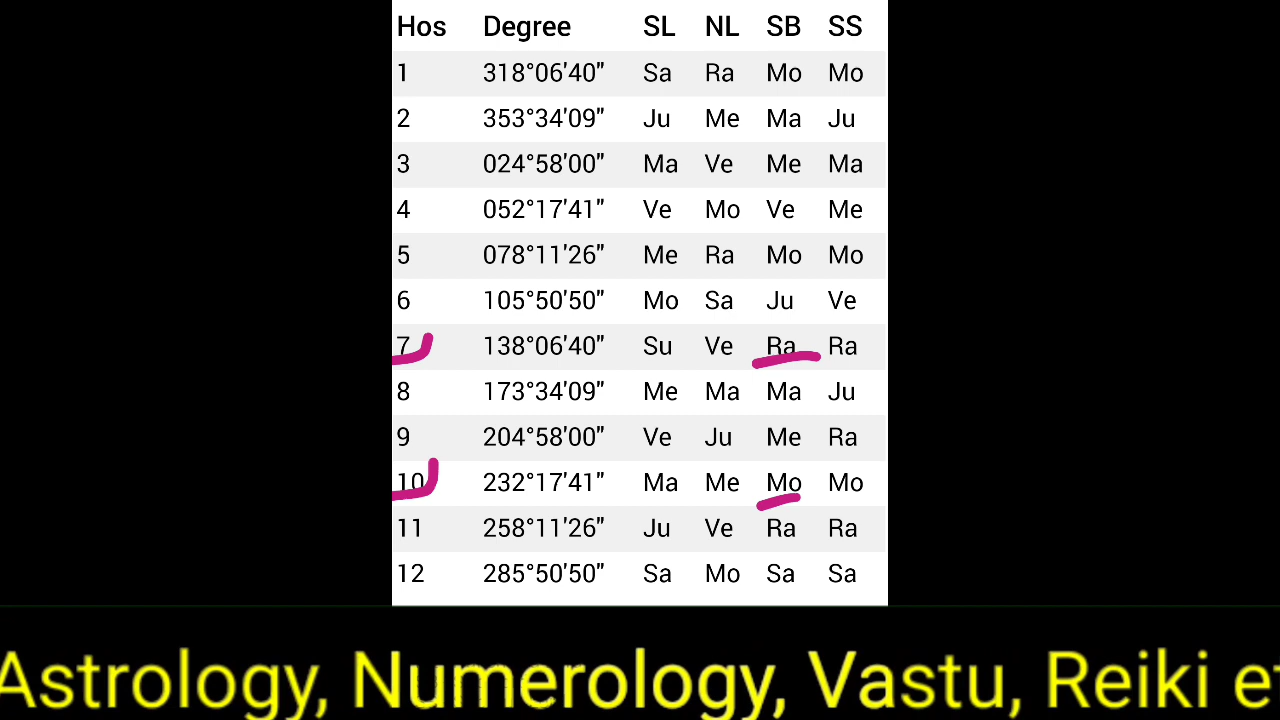 Hos Degree SL NL SB SS
1 318°06'40" Sa Ra Mo Mo
2 353°34'09" Ju Me Ma Ju
3 024°58'00" Ma Ve Me Ma
4 052°17'41" Ve Mo Ve Me
5 078°11'26" Me Ra Mo Mo
6 105°50'50" Mo Sa Ju Ve
7 138°06'40" Su Ve Ra Ra
8 173°34'09" Me Ma Ma Ju
9 204°58'00" Ve Ju Me Ra
10 232°17'41" Ma Me Mo Mo
11 258°11'26" Ju Ve Ra Ra
12 285°50'50" Sa Mo Sa Sa
Astrology, Numerology, Vastu, Reiki et